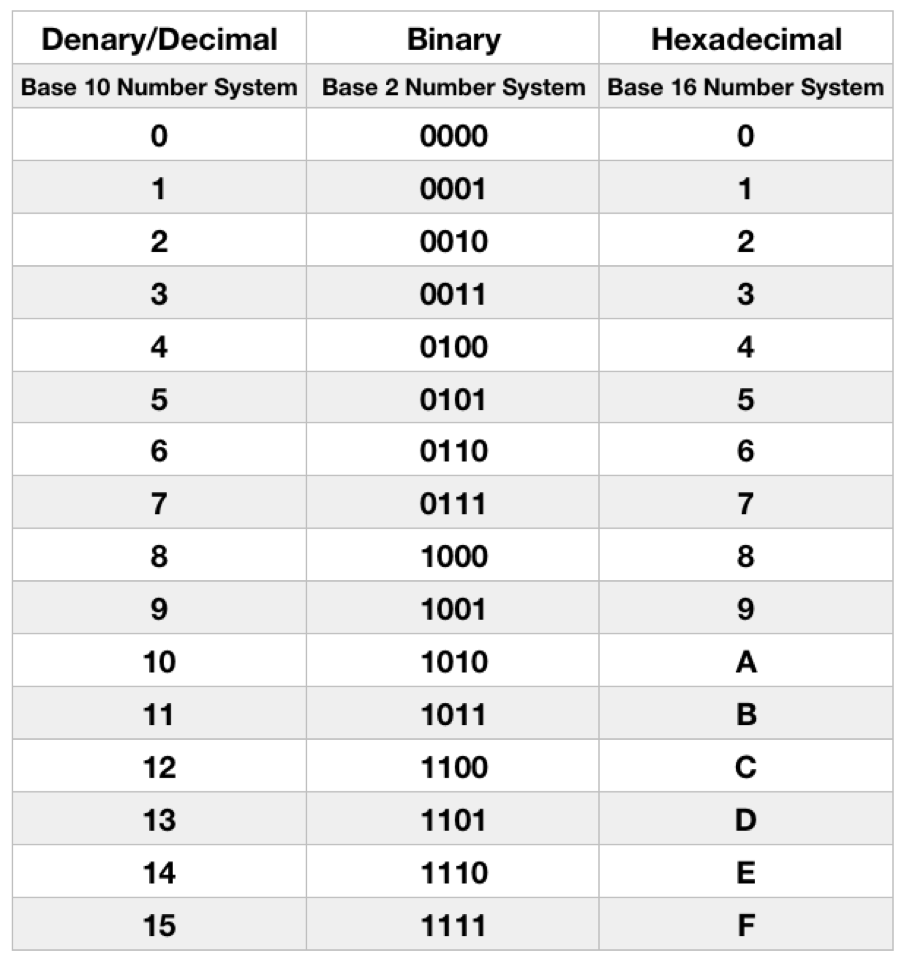 Denary/Decimal Binary Hexadecimal
Base 10 Number System Base 2 Number System Base 16 Number System
0 0000 0
1 0001 1
2 0010 2
3 0011 3
4 0100 4
5 0101 5
6 0110 6
7 0111 7
8 1000 8
9 1001 9
10 1010 A
11 1011 B
12 1100 C
13 1101 D
14 1110 E
15 1111 F